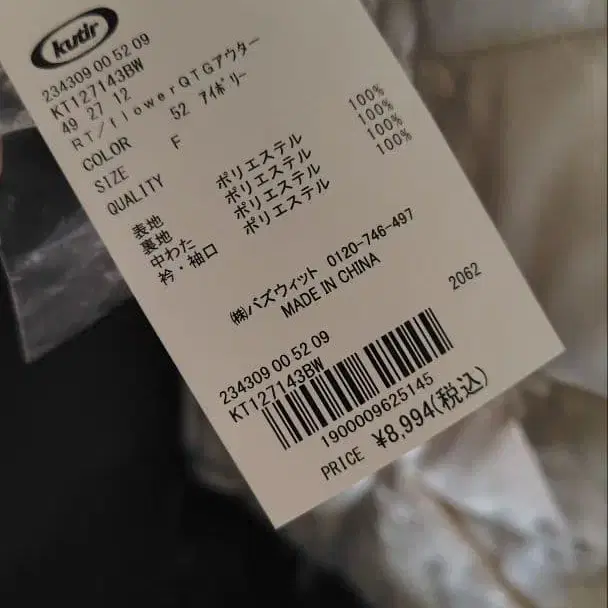 kutir
234309 00 52 09
KT127143BW
49 27 12
RT/flowerQTGアウター
COLOR 52 アイボリー
SIZE F
QUALITY
表地 ポリエステル 100%
裏地 ポリエステル 100%
中わた ポリエステル 100%
衿・袖口 ポリエステル 100%
㈱バズウィット 0120-746-497
MADE IN CHINA
2062
234309 00 52 09
KT127143BW
1900009625145
PRICE ¥8,994(税込)